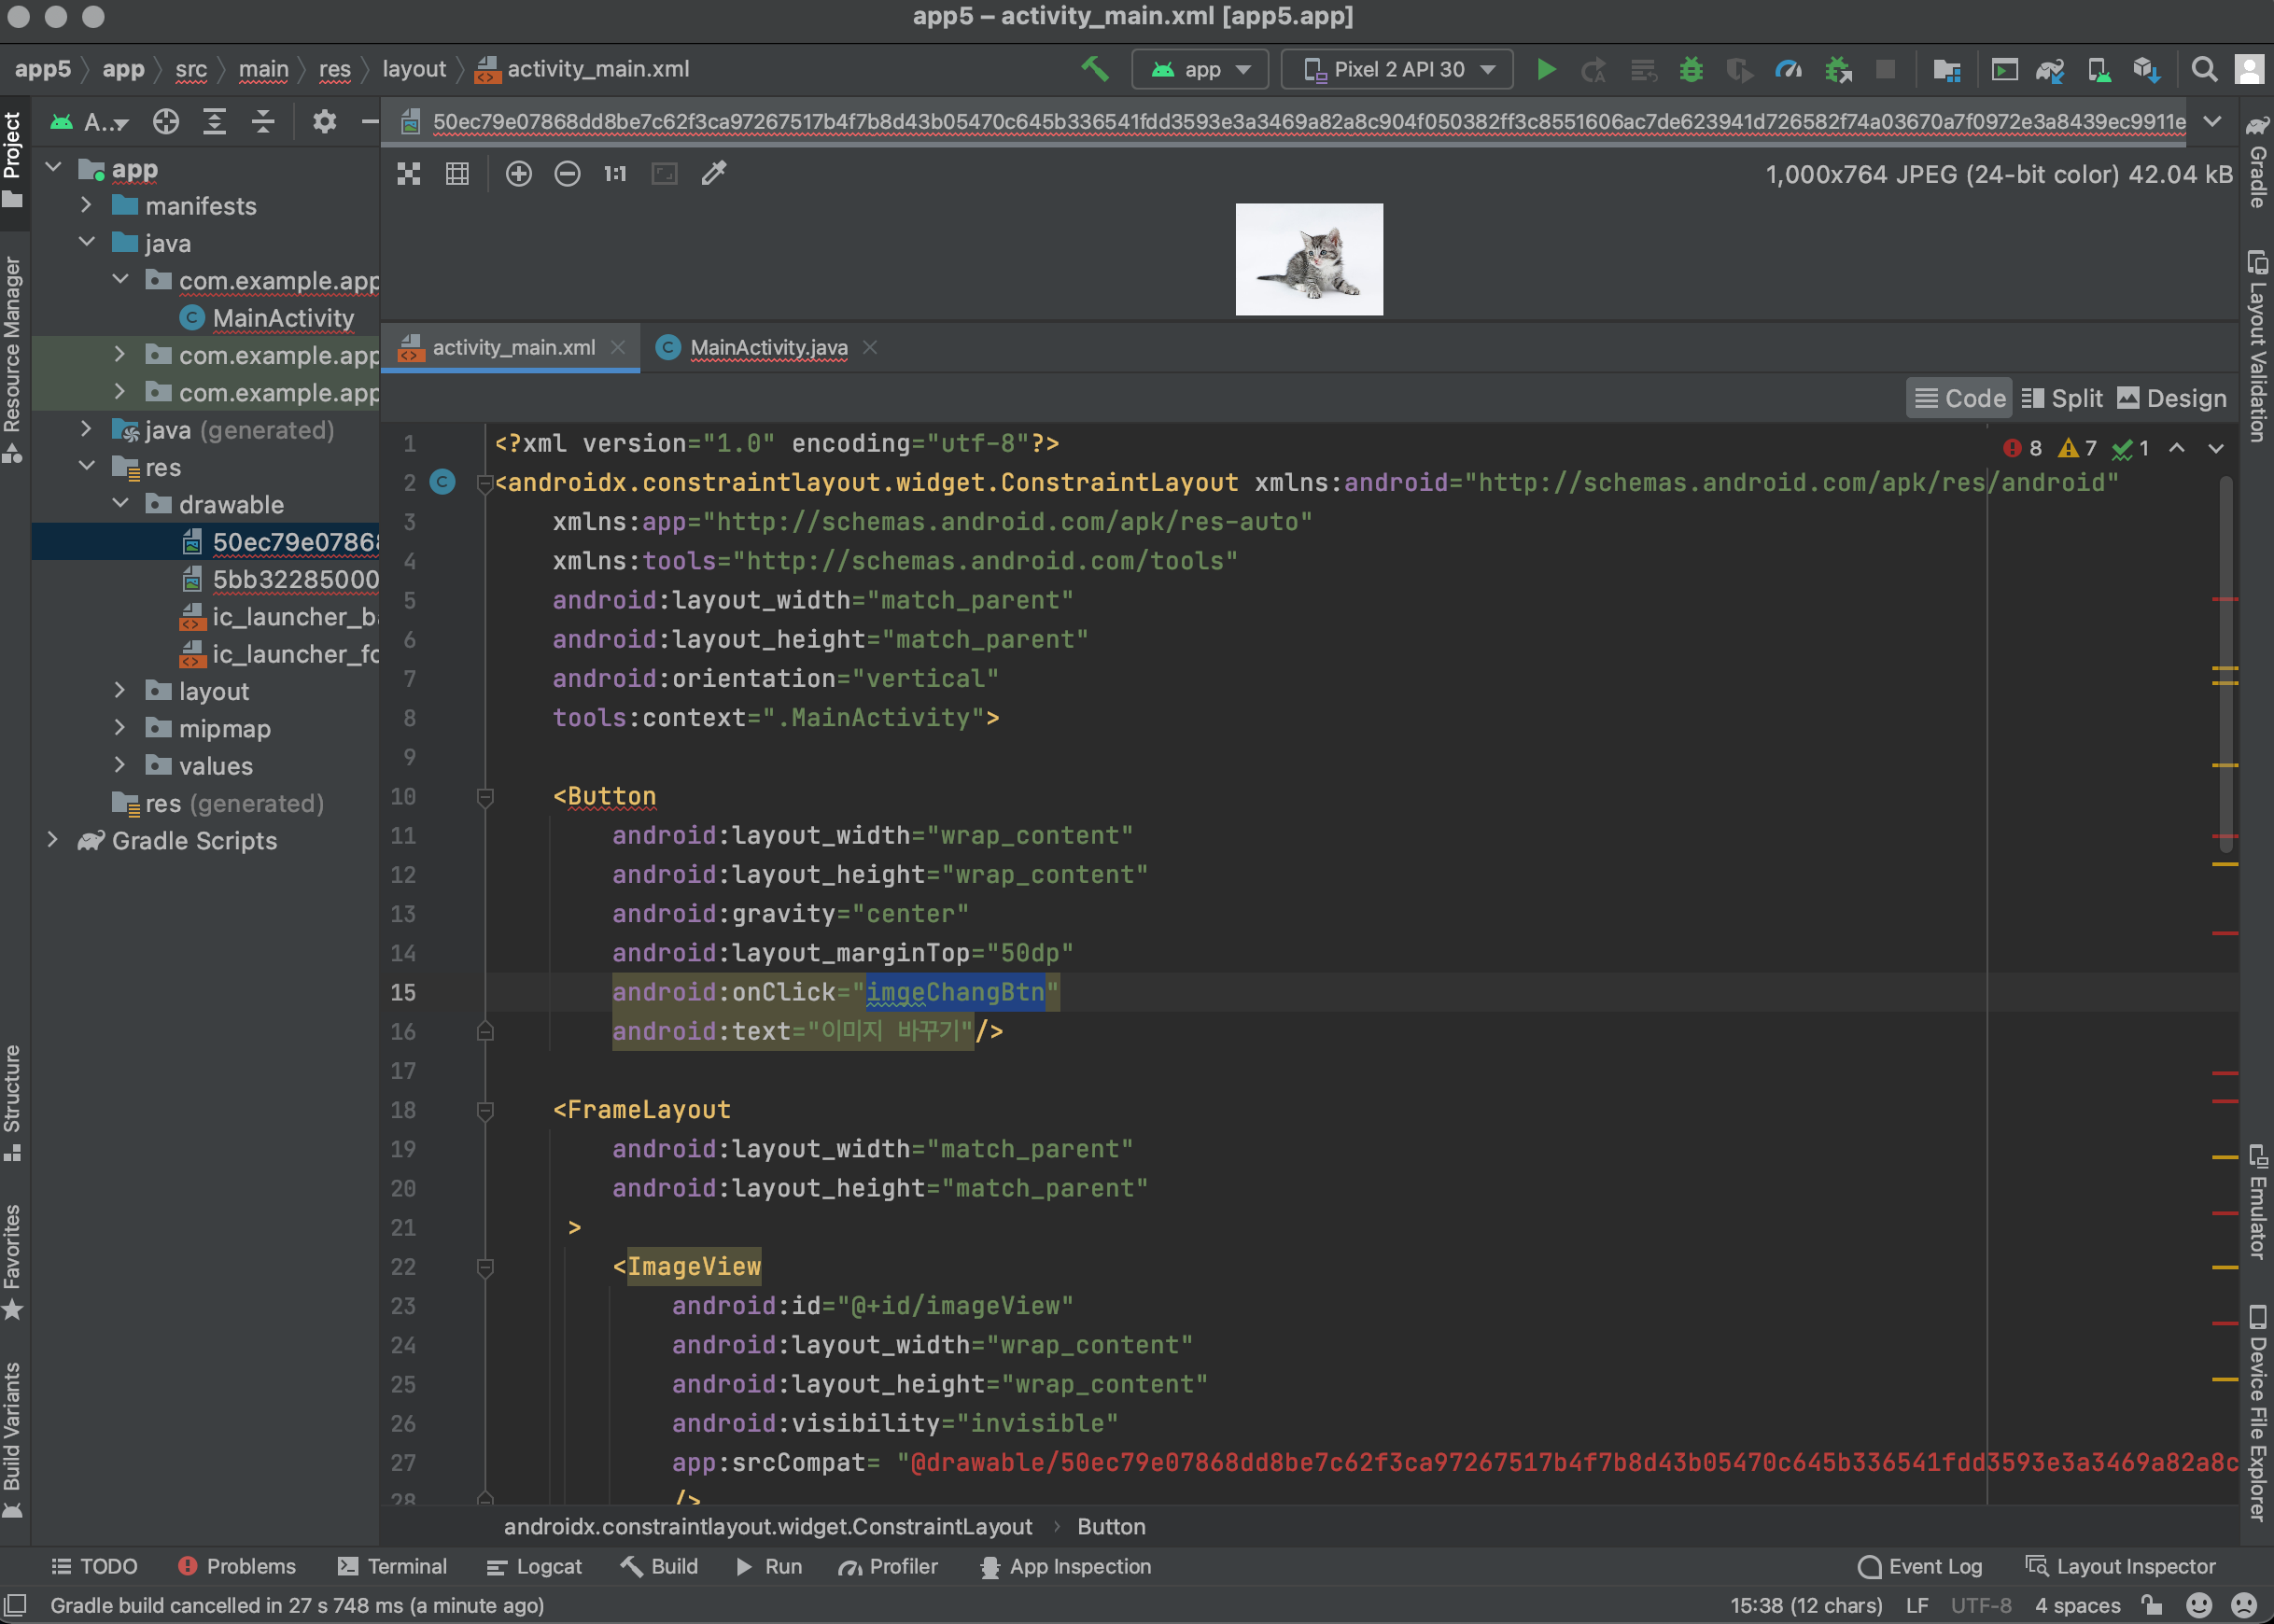 app5 – activity_main.xml [app5.app]
app5 app src main res layout activity_main.xml
app Pixel 2 API 30
A... 50ec79e07868dd8be7c62f3ca97267517b4f7b8d43b05470c645b336541fdd3593e3a3469a82a8c904f050382ff3c8551606ac7de623941d726582f74a03670a7f0972e3a8439ec9911e
1:1 1,000x764 JPEG (24-bit color) 42.04 kB
Project
Resource Manager
Structure
Favorites
Build Variants
app
manifests
java
com.example.app
MainActivity
com.example.app
com.example.app
java (generated)
res
drawable
50ec79e0786
5bb32285000
ic_launcher_ba
ic_launcher_fo
layout
mipmap
values
res (generated)
Gradle Scripts
activity_main.xml MainActivity.java
Code Split Design
8 7 1
1 <?xml version="1.0" encoding="utf-8"?>
2 <androidx.constraintlayout.widget.ConstraintLayout xmlns:android="http://schemas.android.com/apk/res/android"
3 xmlns:app="http://schemas.android.com/apk/res-auto"
4 xmlns:tools="http://schemas.android.com/tools"
5 android:layout_width="match_parent"
6 android:layout_height="match_parent"
7 android:orientation="vertical"
8 tools:context=".MainActivity">
9
10 <Button
11 android:layout_width="wrap_content"
12 android:layout_height="wrap_content"
13 android:gravity="center"
14 android:layout_marginTop="50dp"
15 android:onClick="imgeChangBtn"
16 android:text="이미지 바꾸기"/>
17
18 <FrameLayout
19 android:layout_width="match_parent"
20 android:layout_height="match_parent"
21 >
22 <ImageView
23 android:id="@+id/imageView"
24 android:layout_width="wrap_content"
25 android:layout_height="wrap_content"
26 android:visibility="invisible"
27 app:srcCompat= "@drawable/50ec79e07868dd8be7c62f3ca97267517b4f7b8d43b05470c645b336541fdd3593e3a3469a82a8c
28 />
androidx.constraintlayout.widget.ConstraintLayout Button
Gradle
Layout Validation
Emulator
Device File Explorer
TODO Problems Terminal Logcat Build Run Profiler App Inspection Event Log Layout Inspector
Gradle build cancelled in 27 s 748 ms (a minute ago) 15:38 (12 chars) LF UTF-8 4 spaces